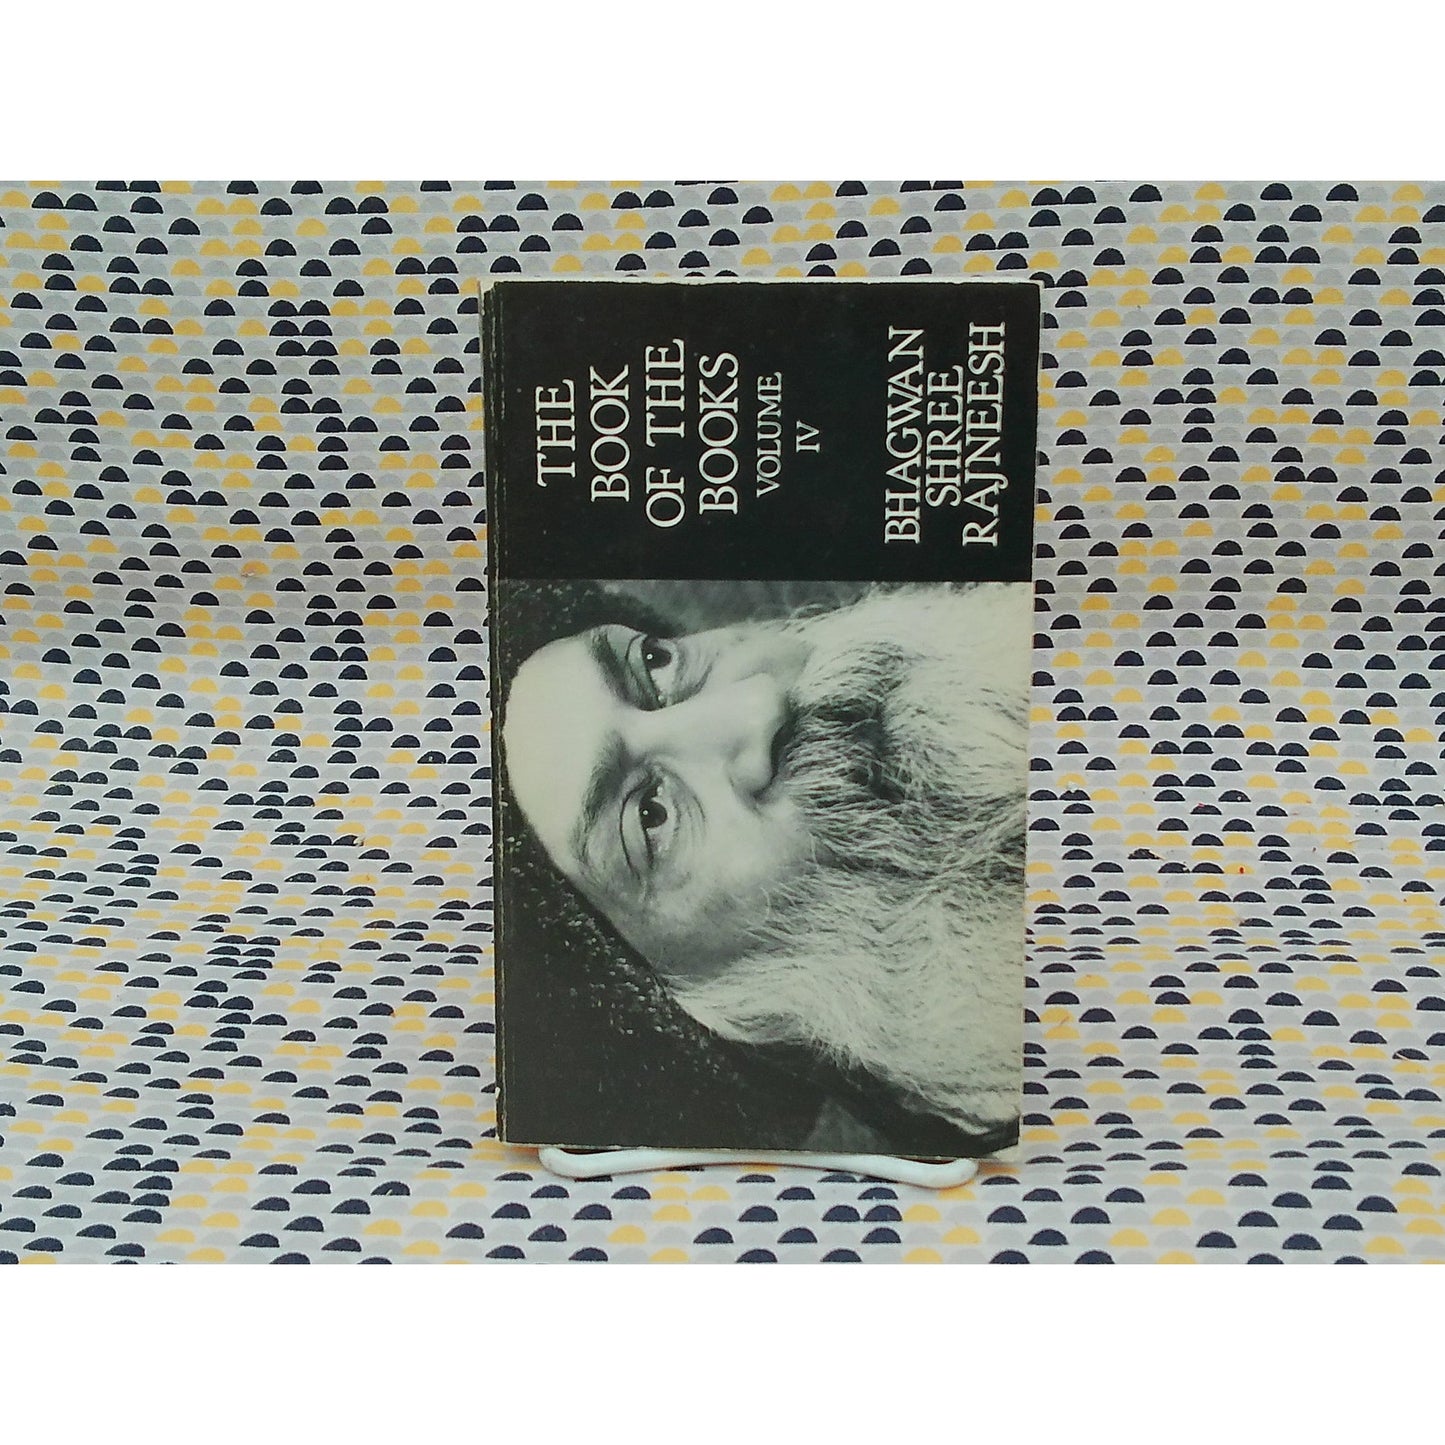 THE
BOOK
OF THE
BOOKS
VOLUME
IV
BHAGWAN
SHREE
RAJNEESH